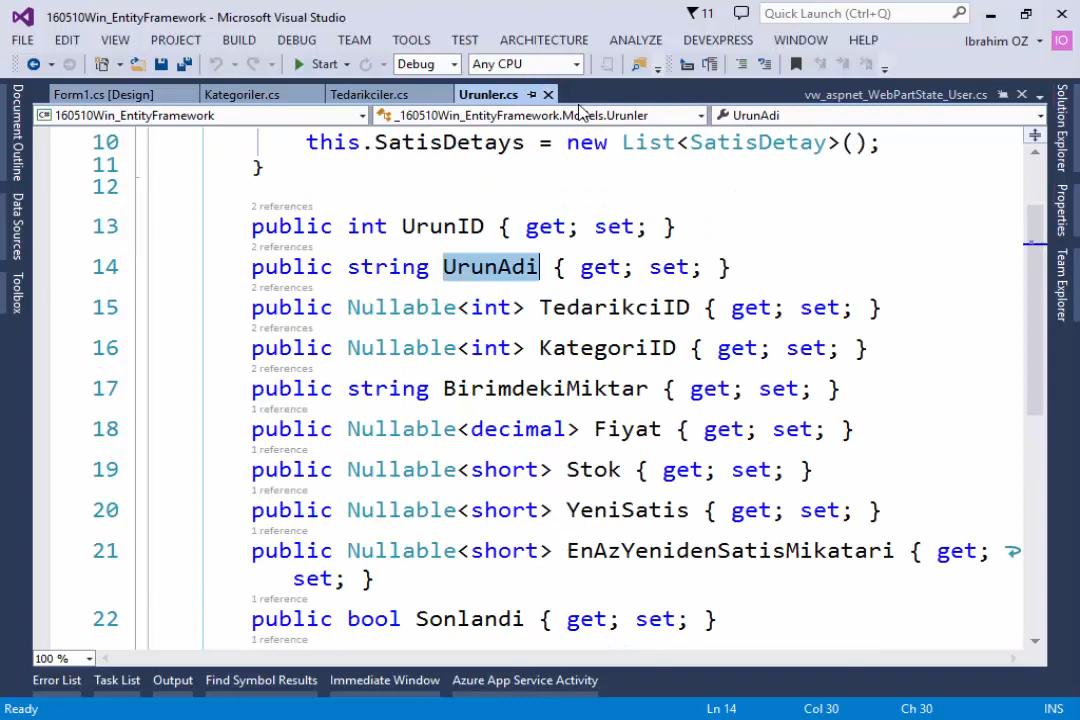 160510Win_EntityFramework - Microsoft Visual Studio
11
Quick Launch (Ctrl+Q)
FILE EDIT VIEW PROJECT BUILD DEBUG TEAM TOOLS TEST ARCHITECTURE ANALYZE DEVEXPRESS WINDOW HELP Ibrahim OZ IO
Start Debug Any CPU
Form1.cs [Design] Kategoriler.cs Tedarikciler.cs Urunler.cs vw_aspnet_WebPartState_User.cs
C# 160510Win_EntityFramework _160510Win_EntityFramework.Models.Urunler UrunAdi
Document Outline
Data Sources
Toolbox
Solution Explorer
Properties
Team Explorer
10 this.SatisDetays = new List<SatisDetay>();
11 }
12
2 references
13 public int UrunID { get; set; }
2 references
14 public string UrunAdi { get; set; }
2 references
15 public Nullable<int> TedarikciID { get; set; }
2 references
16 public Nullable<int> KategoriID { get; set; }
2 references
17 public string BirimdekiMiktar { get; set; }
1 reference
18 public Nullable<decimal> Fiyat { get; set; }
1 reference
19 public Nullable<short> Stok { get; set; }
1 reference
20 public Nullable<short> YeniSatis { get; set; }
1 reference
21 public Nullable<short> EnAzYenidenSatisMikatari { get;
set; }
1 reference
22 public bool Sonlandi { get; set; }
1 reference
100 %
Error List Task List Output Find Symbol Results Immediate Window Azure App Service Activity
Ready Ln 14 Col 30 Ch 30 INS